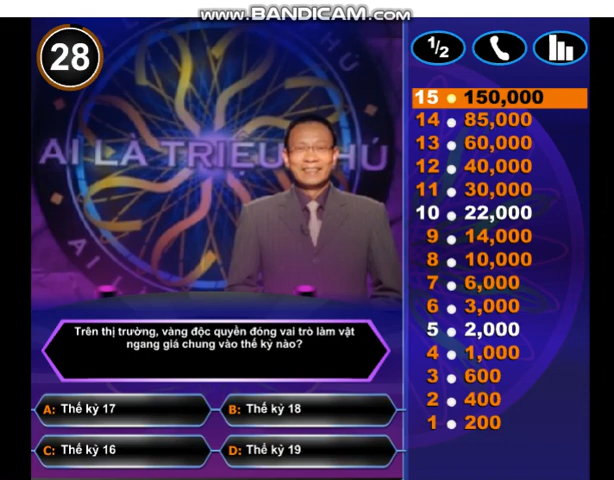 www.BANDICAM.com
28
AI LÀ TRIỆU PHÚ
1/2
15 150,000
14 85,000
13 60,000
12 40,000
11 30,000
10 22,000
9 14,000
8 10,000
7 6,000
6 3,000
5 2,000
4 1,000
3 600
2 400
1 200
Trên thị trường, vàng độc quyền đóng vai trò làm vật
ngang giá chung vào thế kỷ nào?
A: Thế kỷ 17
B: Thế kỷ 18
C: Thế kỷ 16
D: Thế kỷ 19